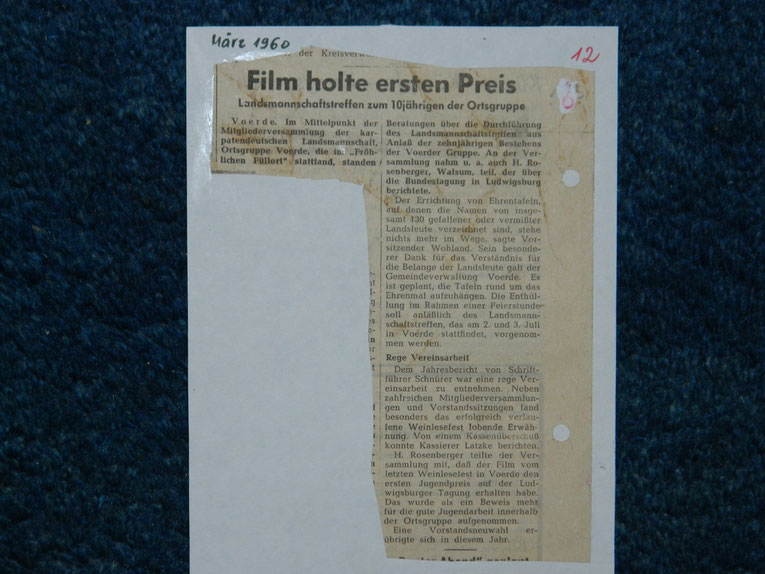 März 1960
12
der Kreisverw
Film holte ersten Preis
Landsmannschaftstreffen zum 10jährigen der Ortsgruppe
8
Voerde. Im Mittelpunkt der
Mitgliederversammlung der kar-
patendeutschen Landsmannschaft,
Ortsgruppe Voerde, die im „Fröh-
lichen Füllort" stattfand, standen
Beratungen über die Durchführung
des Landsmannschaftstreffen aus
Anlaß der zehnjährigen Bestehens
der Voerder Gruppe. An der Ver-
sammlung nahm u. a. auch H. Ro-
senberger, Walsum, teil, der über
die Bundestagung in Ludwigsburg
berichtete.
Der Errichtung von Ehrentafeln,
auf denen die Namen von insge-
samt 130 gefallener oder vermißter
Landsleute verzeichnet sind, stehe
nichts mehr im Wege, sagte Vor-
sitzender Wohland. Sein besonde-
rer Dank für das Verständnis für
die Belange der Landsleute galt der
Gemeindeverwaltung Voerde. Es
ist geplant, die Tafeln rund um das
Ehrenmal aufzuhängen. Die Enthül-
lung im Rahmen einer Feierstunde
soll anläßlich des Landsmann-
schaftstreffen, das am 2. und 3. Juli
in Voerde stattfindet, vorgenom-
men werden.
Rege Vereinsarbeit
Dem Jahresbericht von Schrift-
führer Schnürer war eine rege Ver-
einsarbeit zu entnehmen. Neben
zahlrsichen Mitgliederversammlun-
gen und Vorstandssitzungen fand
besonders das erfolgreich verlau-
fene Weinlesefest lobende Erwäh-
nung. Von einem Kassenüberschuß
konnte Kassierer Latzke berichten.
H. Rosenberger teilte der Ver-
sammlung mit, daß der Film vom
letzten Weinlesefest in Voerde den
ersten Jugendpreis auf der Lud-
wigsburger Tagung erhalten habe.
Das wurde als ein Beweis mehr
für die gute Jugendarbeit innerhalb
der Ortsgruppe aufgenommen.
Eine Vorstandsneuwahl er-
übrigte sich in diesem Jahr.